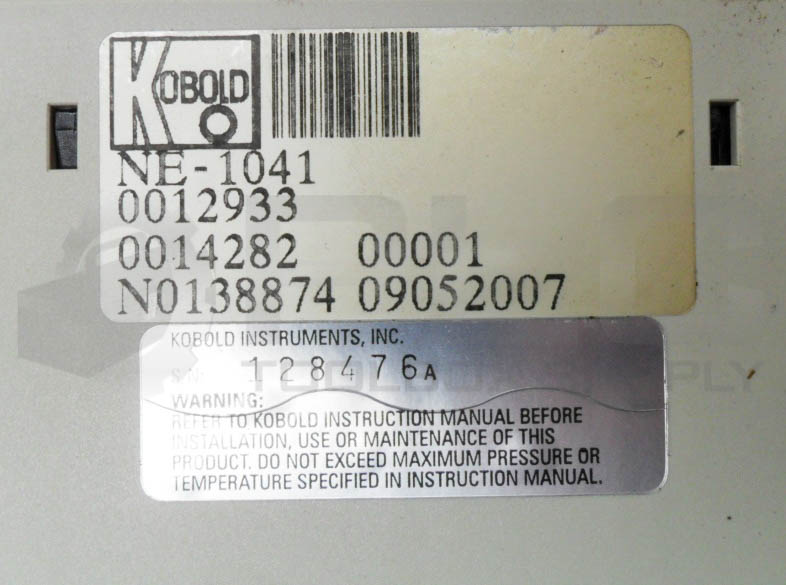 KOBOLD
NE-1041
0012933
0014282 00001
N0138874 09052007
KOBOLD INSTRUMENTS, INC.
S/N: 128476A
WARNING:
REFER TO KOBOLD INSTRUCTION MANUAL BEFORE
INSTALLATION, USE OR MAINTENANCE OF THIS
PRODUCT. DO NOT EXCEED MAXIMUM PRESSURE OR
TEMPERATURE SPECIFIED IN INSTRUCTION MANUAL.